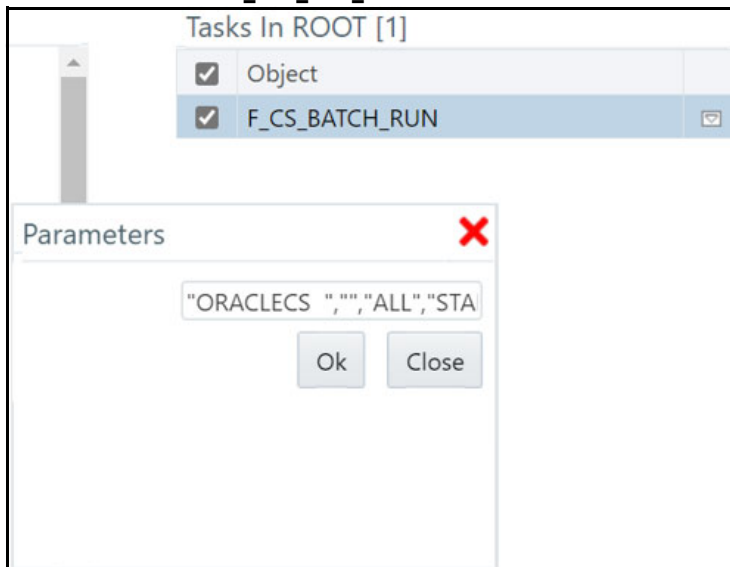 Tasks In ROOT [1]
Object
F_CS_BATCH_RUN
Parameters
"ORACLECS ","","ALL","STA
Ok Close